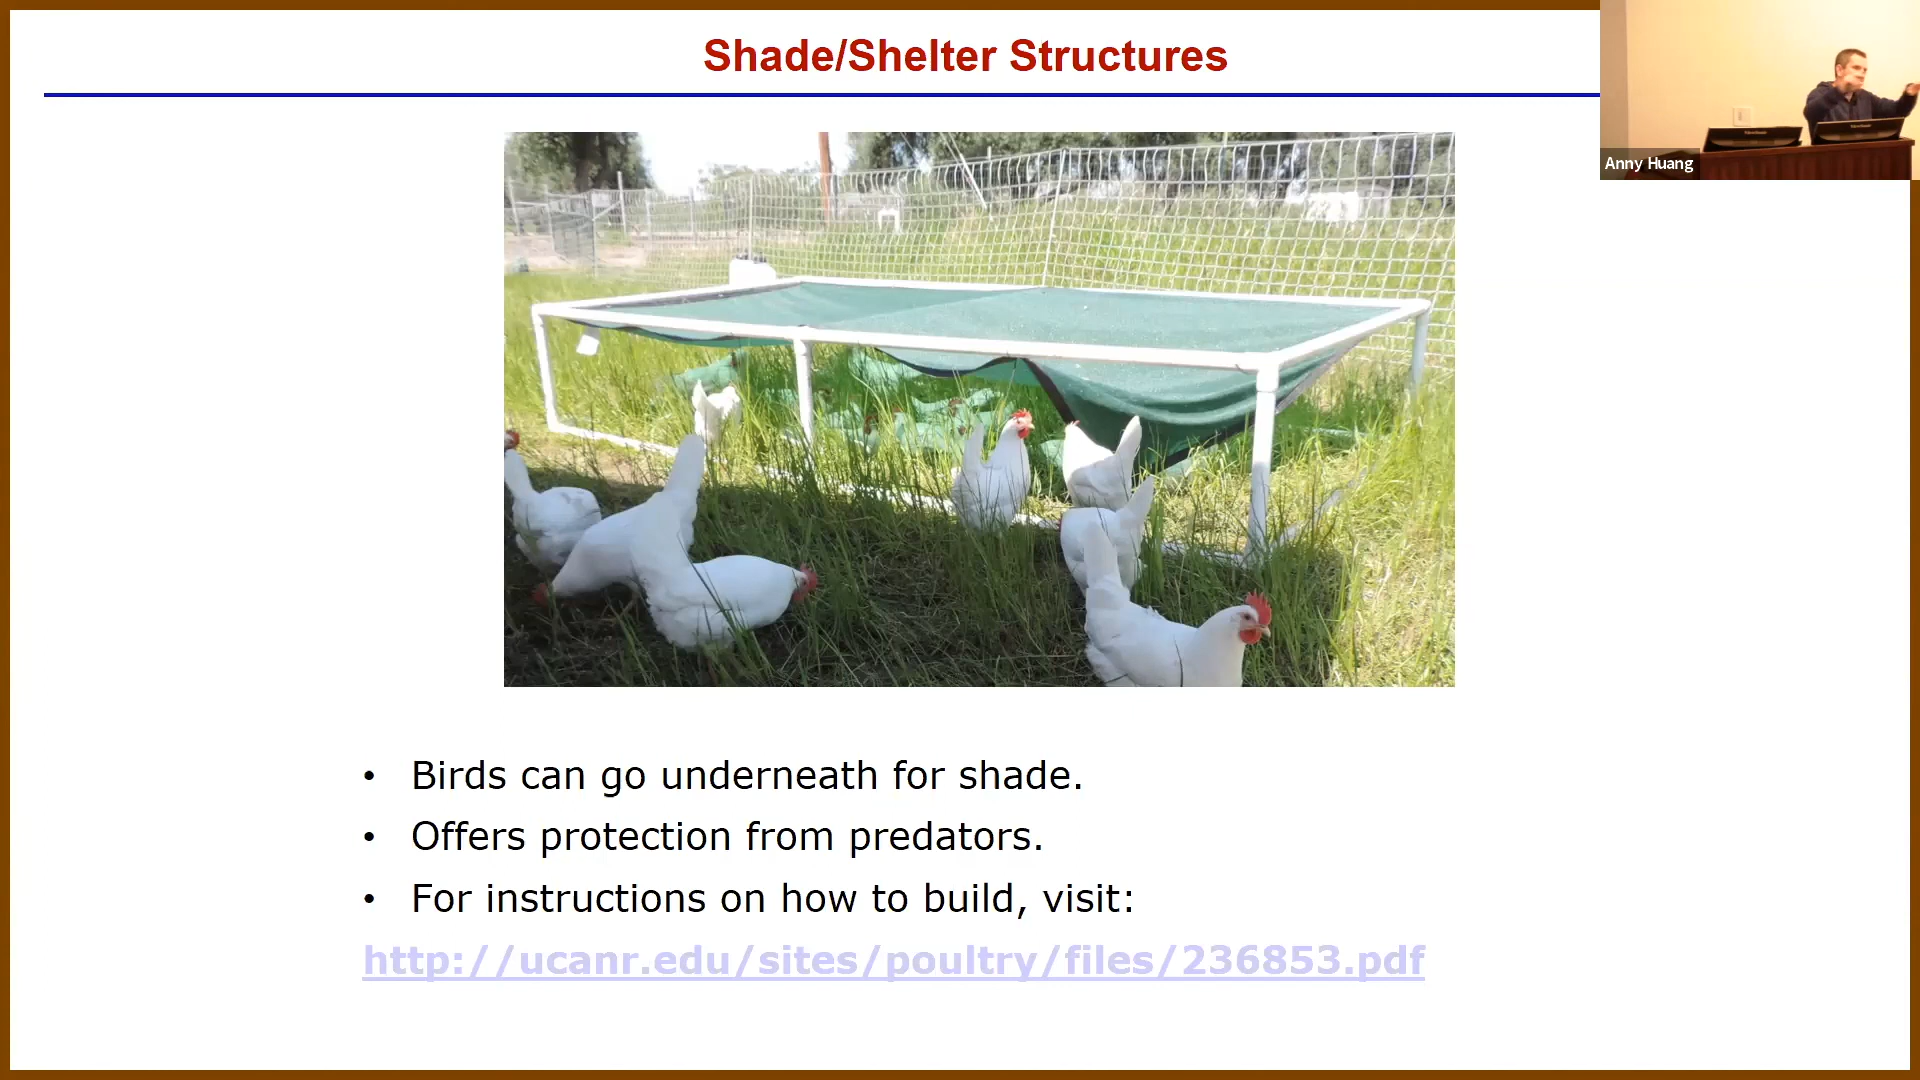 Shade/Shelter Structures
Anny Huang
• Birds can go underneath for shade.
• Offers protection from predators.
• For instructions on how to build, visit:
http://ucanr.edu/sites/poultry/files/236853.pdf